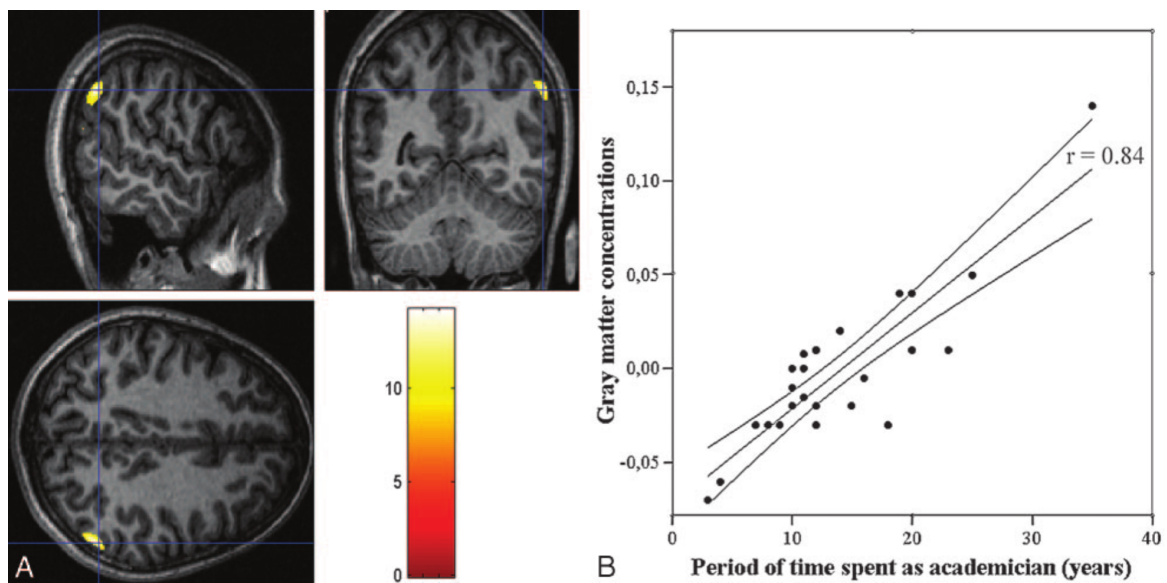 A
10
5
0
B
Gray matter concentrations
0,15
0,10
0,05
0,00
-0,05
r = 0.84
0
10
20
30
40
Period of time spent as academician (years)